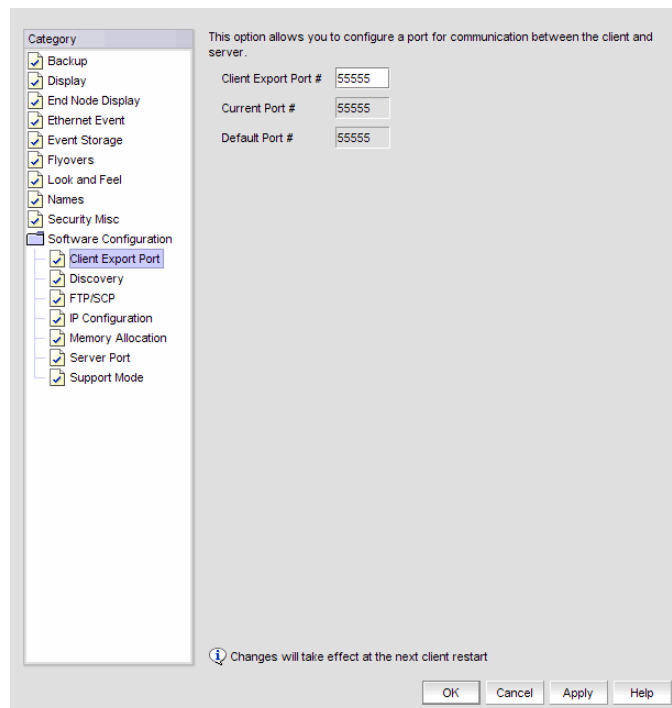 Category
Backup
Display
End Node Display
Ethernet Event
Event Storage
Flyovers
Look and Feel
Names
Security Misc
Software Configuration
Client Export Port
Discovery
FTP/SCP
IP Configuration
Memory Allocation
Server Port
Support Mode
This option allows you to configure a port for communication between the client and
server.
Client Export Port # 55555
Current Port # 55555
Default Port # 55555
Changes will take effect at the next client restart
OK Cancel Apply Help